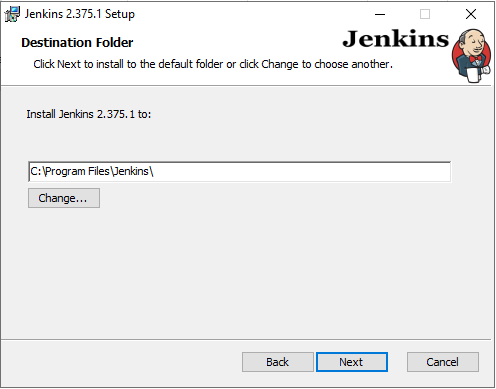 Jenkins 2.375.1 Setup
Destination Folder
Jenkins
Click Next to install to the default folder or click Change to choose another.
Install Jenkins 2.375.1 to:
C:\Program Files\Jenkins\
Change...
Back
Next
Cancel